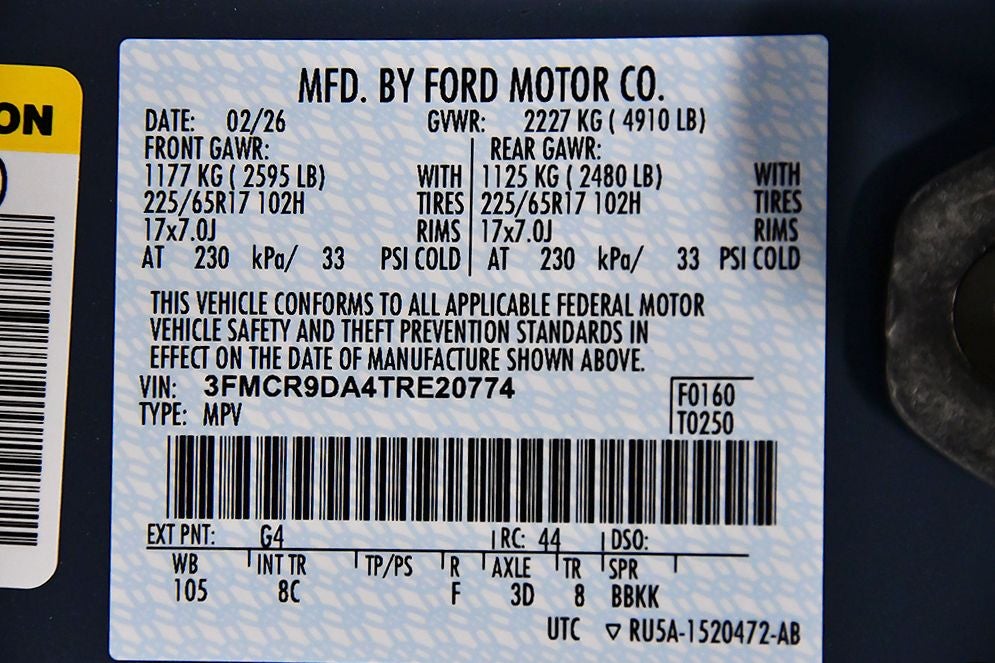 ON
MFD. BY FORD MOTOR CO.
DATE: 02/26 GVWR: 2227 KG ( 4910 LB)
FRONT GAWR: REAR GAWR:
1177 KG ( 2595 LB) WITH 1125 KG ( 2480 LB) WITH
225/65R17 102H TIRES 225/65R17 102H TIRES
17x7.0J RIMS 17x7.0J RIMS
AT 230 kPa/ 33 PSI COLD AT 230 kPa/ 33 PSI COLD
THIS VEHICLE CONFORMS TO ALL APPLICABLE FEDERAL MOTOR
VEHICLE SAFETY AND THEFT PREVENTION STANDARDS IN
EFFECT ON THE DATE OF MANUFACTURE SHOWN ABOVE.
VIN: 3FMCR9DA4TRE20774 F0160
TYPE: MPV T0250
EXT PNT: G4 RC: 44 DSO:
WB INT TR TP/PS R AXLE TR SPR
105 8C F 3D 8 BBKK
UTC ▽ RU5A-1520472-AB